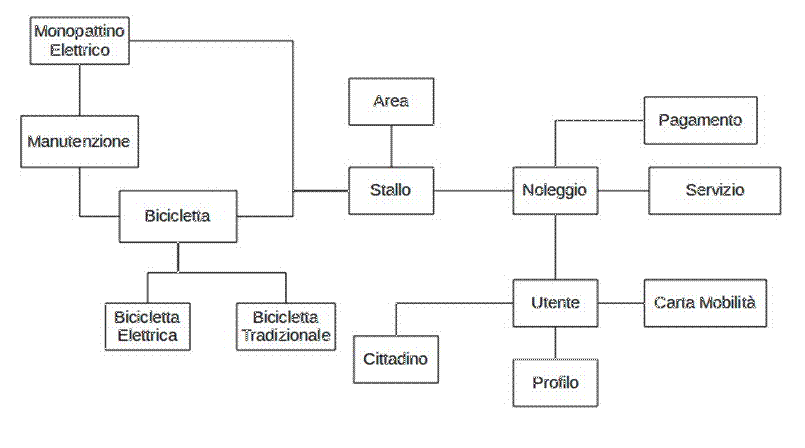 Monopattino
Elettrico
Area
Pagamento
Manutenzione
Stallo
Noleggio
Servizio
Bicicletta
Bicicletta
Elettrica
Bicicletta
Tradizionale
Utente
Carta Mobilità
Cittadino
Profilo